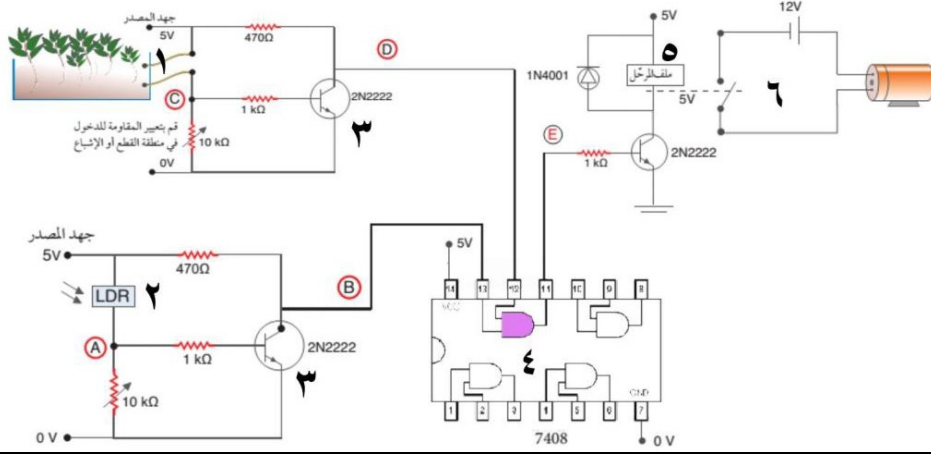 جهد المصدر
5V
470Ω
D
١
C
1 kΩ
2N2222
٣
قم بتعيير المقاومة للدخول
في منطقة القطع أو الإشباع
10 kΩ
0V
5V
12V
1N4001
٥
ملف المرحّل
5V
٦
E
1 kΩ
2N2222
جهد المصدر
5V
470Ω
B
LDR
٢
A
1 kΩ
2N2222
٣
10 kΩ
0 V
5V
14 13 12 11 10 9 8
VCC
٤
GND
1 2 3 4 5 6 7
7408
0 V